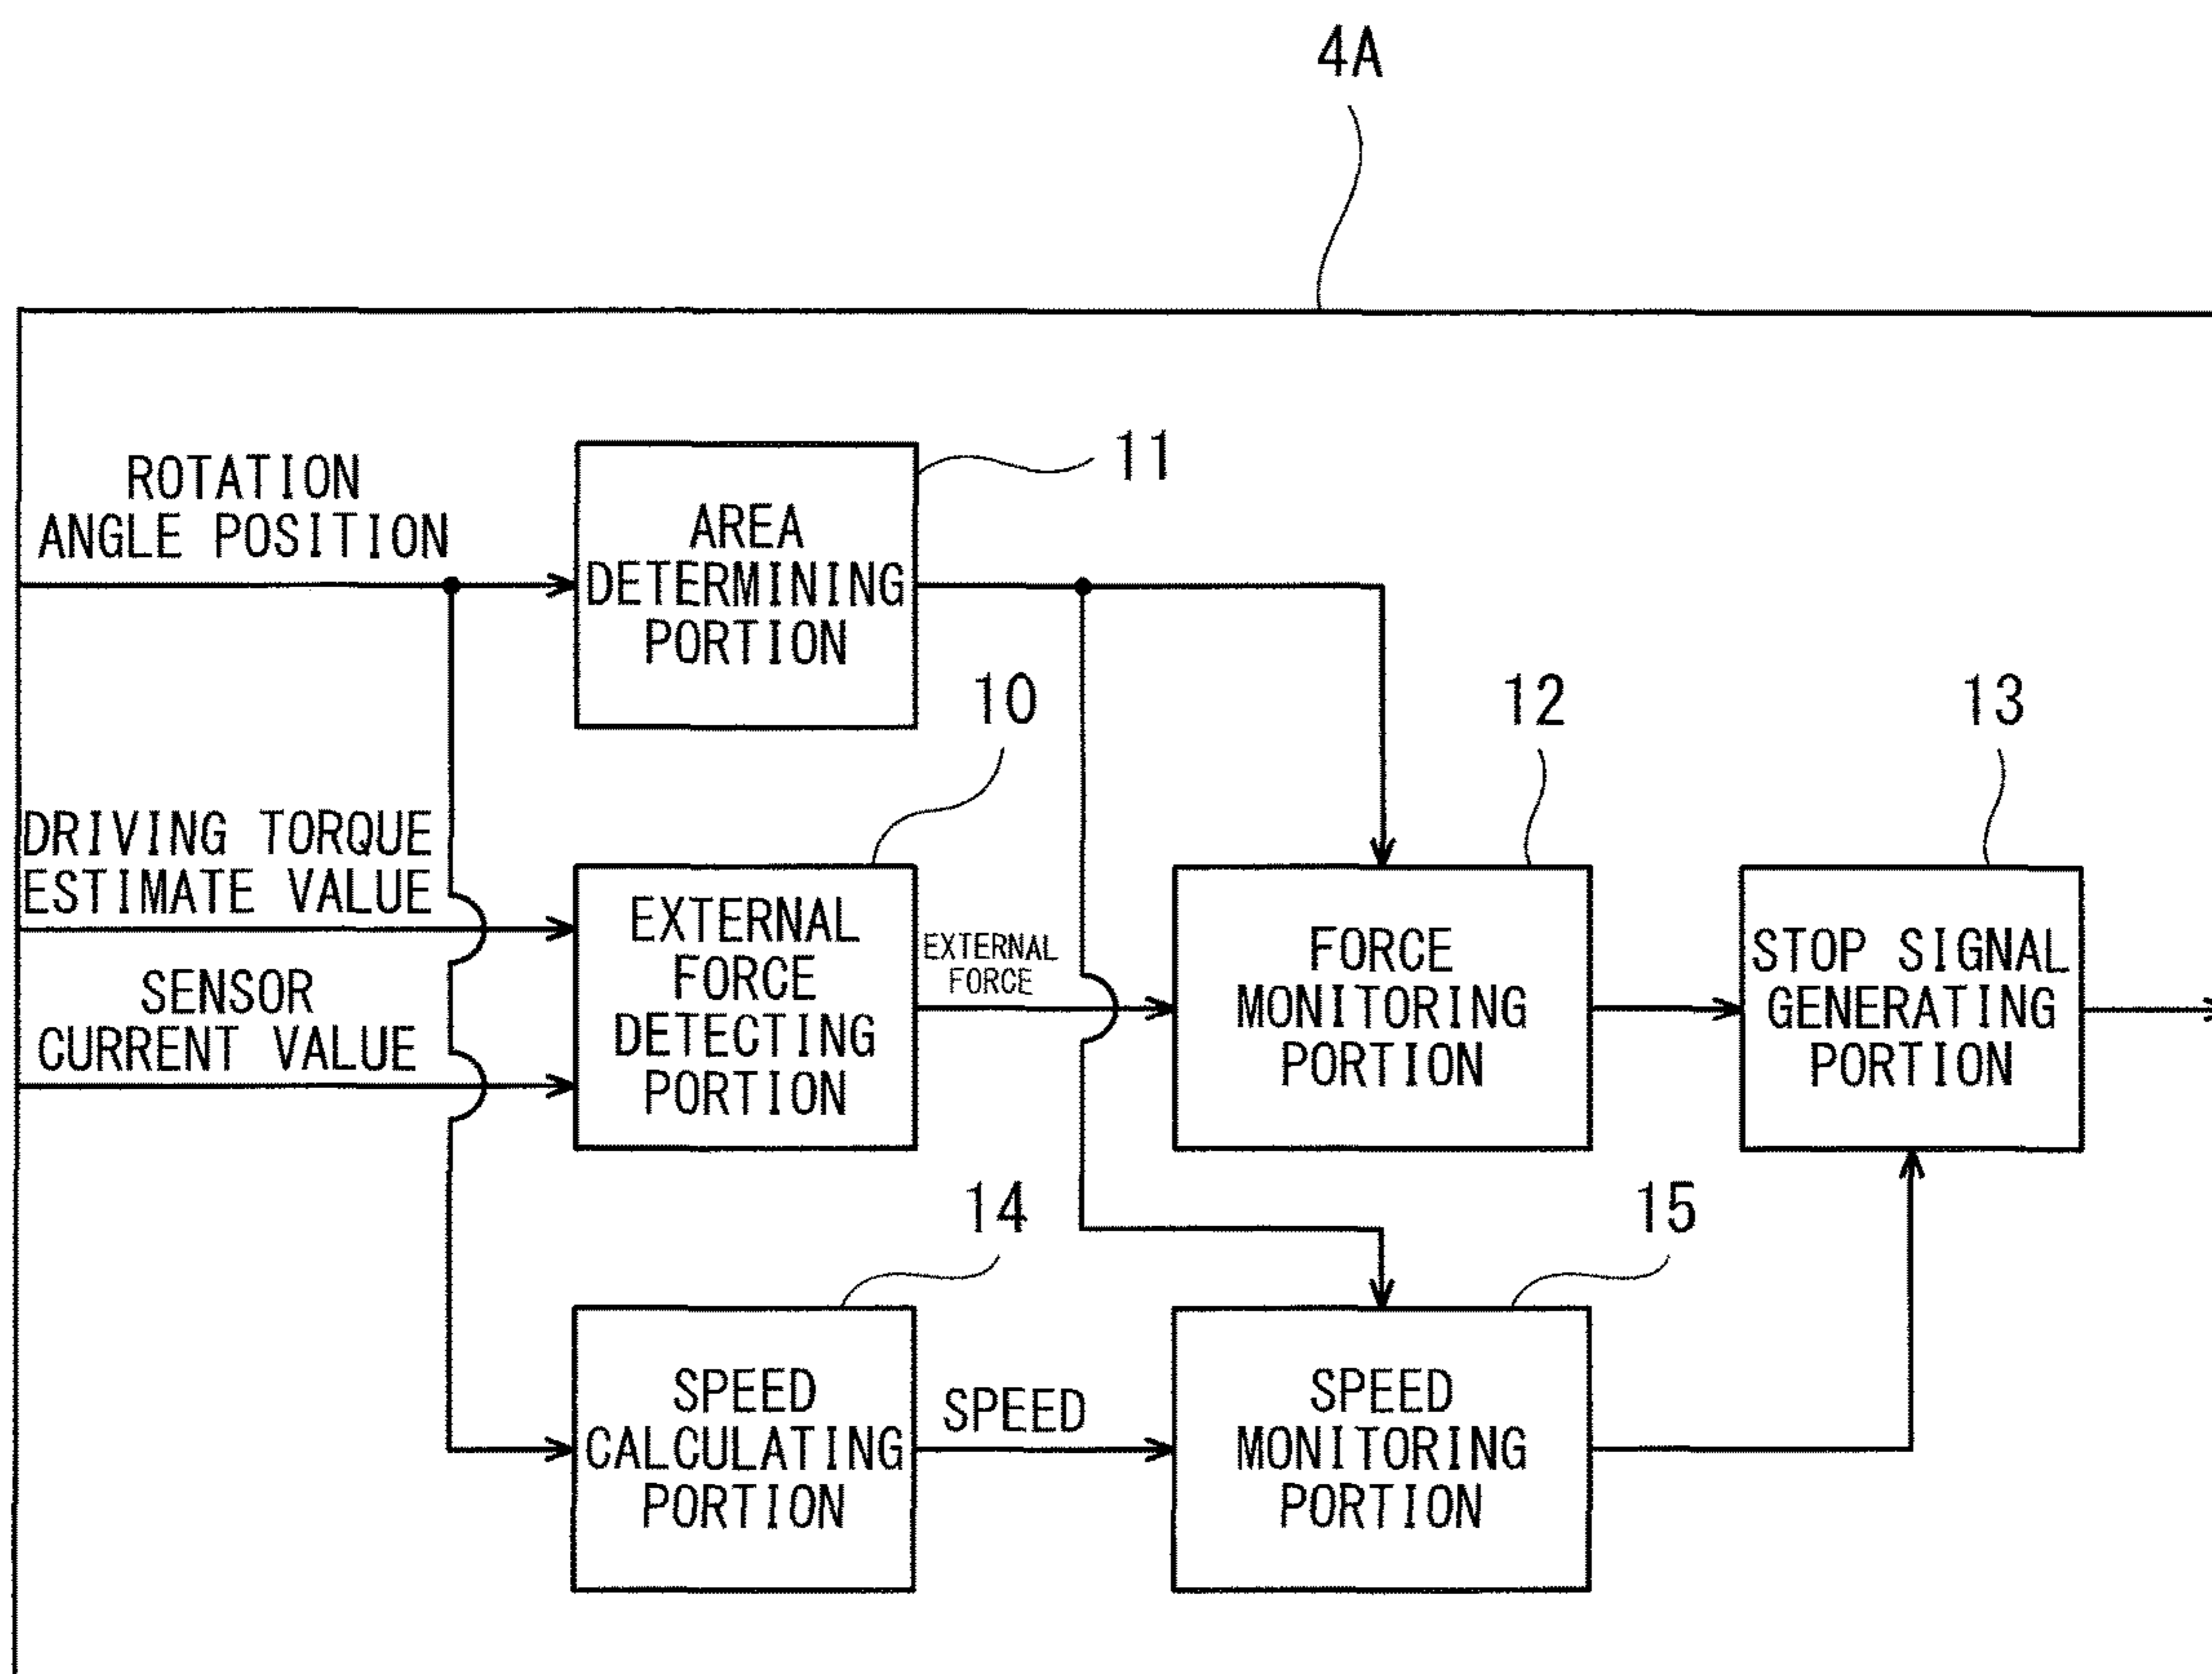 4A
ROTATION
ANGLE POSITION
AREA
DETERMINING
PORTION
11
DRIVING TORQUE
ESTIMATE VALUE
SENSOR
CURRENT VALUE
EXTERNAL
FORCE
DETECTING
PORTION
10
EXTERNAL
FORCE
FORCE
MONITORING
PORTION
12
STOP SIGNAL
GENERATING
PORTION
13
SPEED
CALCULATING
PORTION
14
SPEED
SPEED
MONITORING
PORTION
15